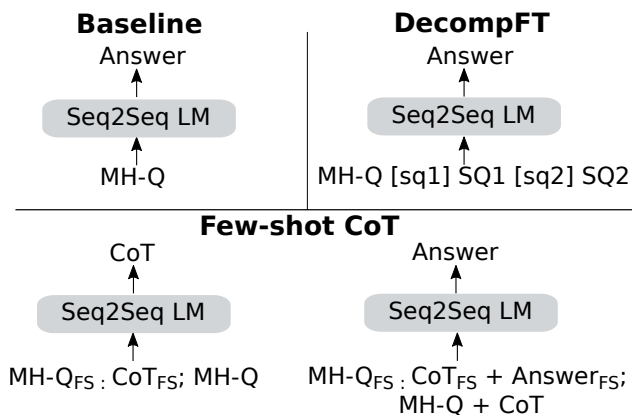 Baseline
Answer
Seq2Seq LM
MH-Q
DecompFT
Answer
Seq2Seq LM
MH-Q [sq1] SQ1 [sq2] SQ2
Few-shot CoT
CoT
Seq2Seq LM
MH-QFS : CoTFS; MH-Q
Answer
Seq2Seq LM
MH-QFS : CoTFS + AnswerFS;
MH-Q + CoT